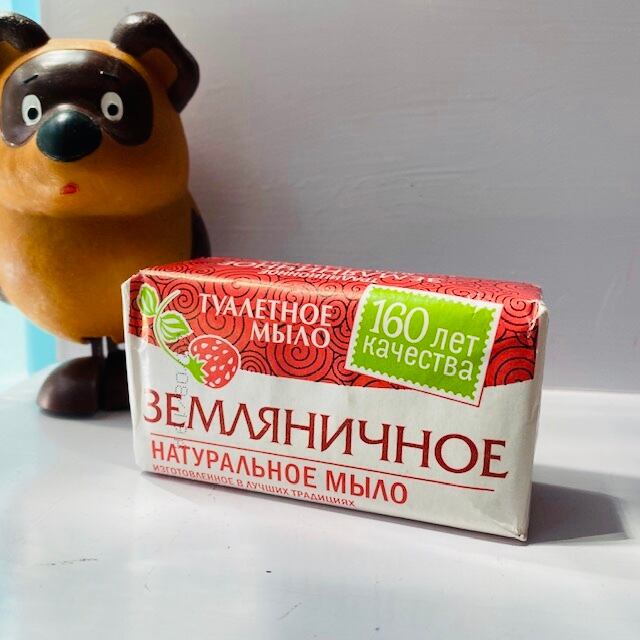 ТУАЛЕТНОЕ
МЫЛО
160 лет
качества
ЗЕМЛЯНИЧНОЕ
НАТУРАЛЬНОЕ МЫЛО
ИЗГОТОВЛЕННОЕ В ЛУЧШИХ ТРАДИЦИЯХ